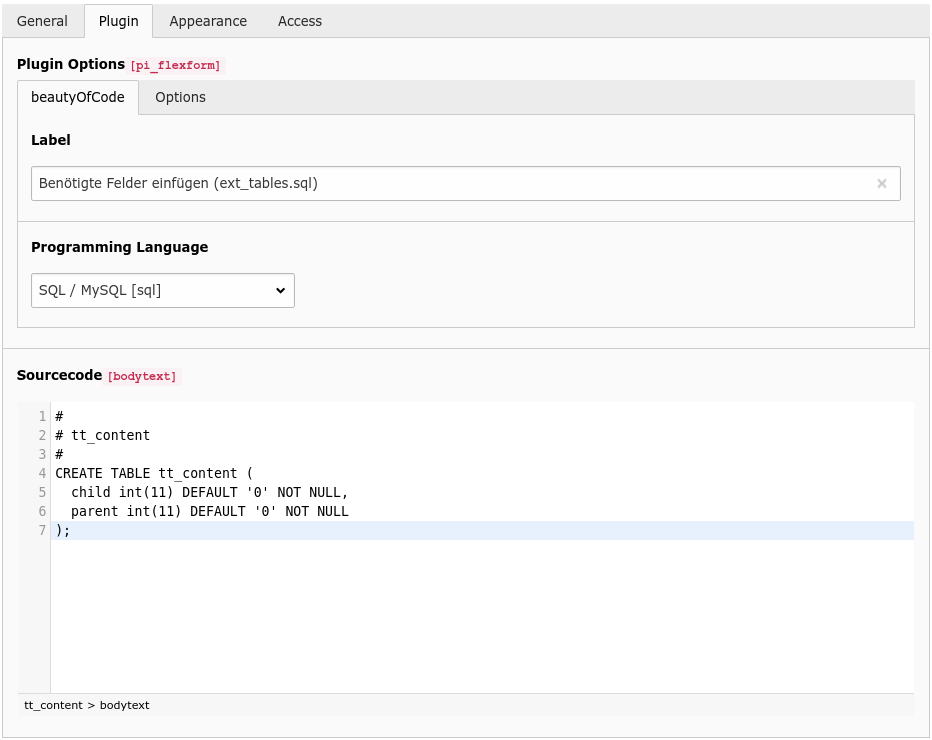 General Plugin Appearance Access
Plugin Options [pi_flexform]
beautyOfCode Options
Label
Benötigte Felder einfügen (ext_tables.sql) ×
Programming Language
SQL / MySQL [sql]
Sourcecode [bodytext]
1 #
2 # tt_content
3 #
4 CREATE TABLE tt_content (
5   child int(11) DEFAULT '0' NOT NULL,
6   parent int(11) DEFAULT '0' NOT NULL
7 );
tt_content > bodytext